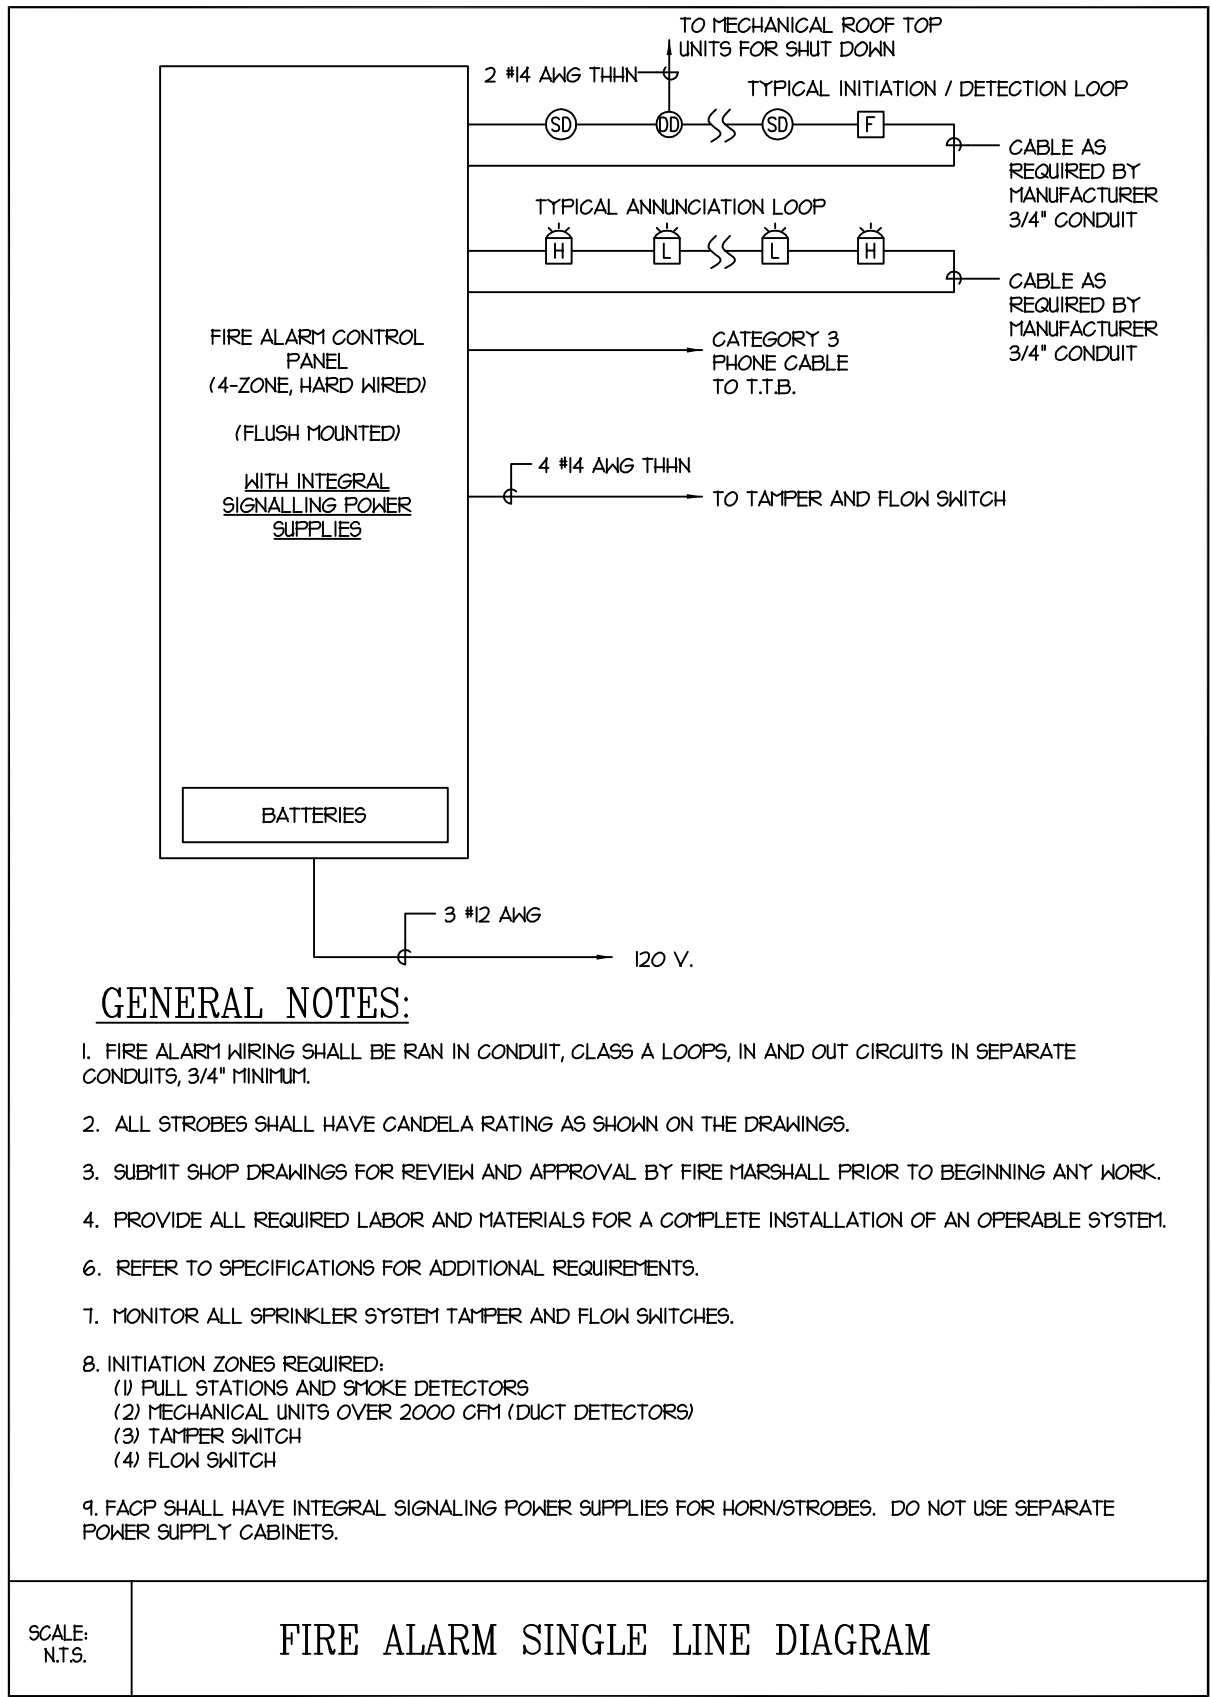 TO MECHANICAL ROOF TOP
UNITS FOR SHUT DOWN
2 #14 AWG THHN
TYPICAL INITIATION / DETECTION LOOP
SD
DD
SD
F
CABLE AS
REQUIRED BY
MANUFACTURER
3/4" CONDUIT
TYPICAL ANNUNCIATION LOOP
H
L
L
H
CABLE AS
REQUIRED BY
MANUFACTURER
3/4" CONDUIT
FIRE ALARM CONTROL
PANEL
(4-ZONE, HARD WIRED)
(FLUSH MOUNTED)
WITH INTEGRAL
SIGNALLING POWER
SUPPLIES
CATEGORY 3
PHONE CABLE
TO T.T.B.
4 #14 AWG THHN
TO TAMPER AND FLOW SWITCH
BATTERIES
3 #12 AWG
120 V.
GENERAL NOTES:
1. FIRE ALARM WIRING SHALL BE RAN IN CONDUIT, CLASS A LOOPS, IN AND OUT CIRCUITS IN SEPARATE
CONDUITS, 3/4" MINIMUM.
2. ALL STROBES SHALL HAVE CANDELA RATING AS SHOWN ON THE DRAWINGS.
3. SUBMIT SHOP DRAWINGS FOR REVIEW AND APPROVAL BY FIRE MARSHALL PRIOR TO BEGINNING ANY WORK.
4. PROVIDE ALL REQUIRED LABOR AND MATERIALS FOR A COMPLETE INSTALLATION OF AN OPERABLE SYSTEM.
6. REFER TO SPECIFICATIONS FOR ADDITIONAL REQUIREMENTS.
7. MONITOR ALL SPRINKLER SYSTEM TAMPER AND FLOW SWITCHES.
8. INITIATION ZONES REQUIRED:
(1) PULL STATIONS AND SMOKE DETECTORS
(2) MECHANICAL UNITS OVER 2000 CFM (DUCT DETECTORS)
(3) TAMPER SWITCH
(4) FLOW SWITCH
9. FACP SHALL HAVE INTEGRAL SIGNALING POWER SUPPLIES FOR HORN/STROBES. DO NOT USE SEPARATE
POWER SUPPLY CABINETS.
SCALE:
N.T.S.
FIRE ALARM SINGLE LINE DIAGRAM